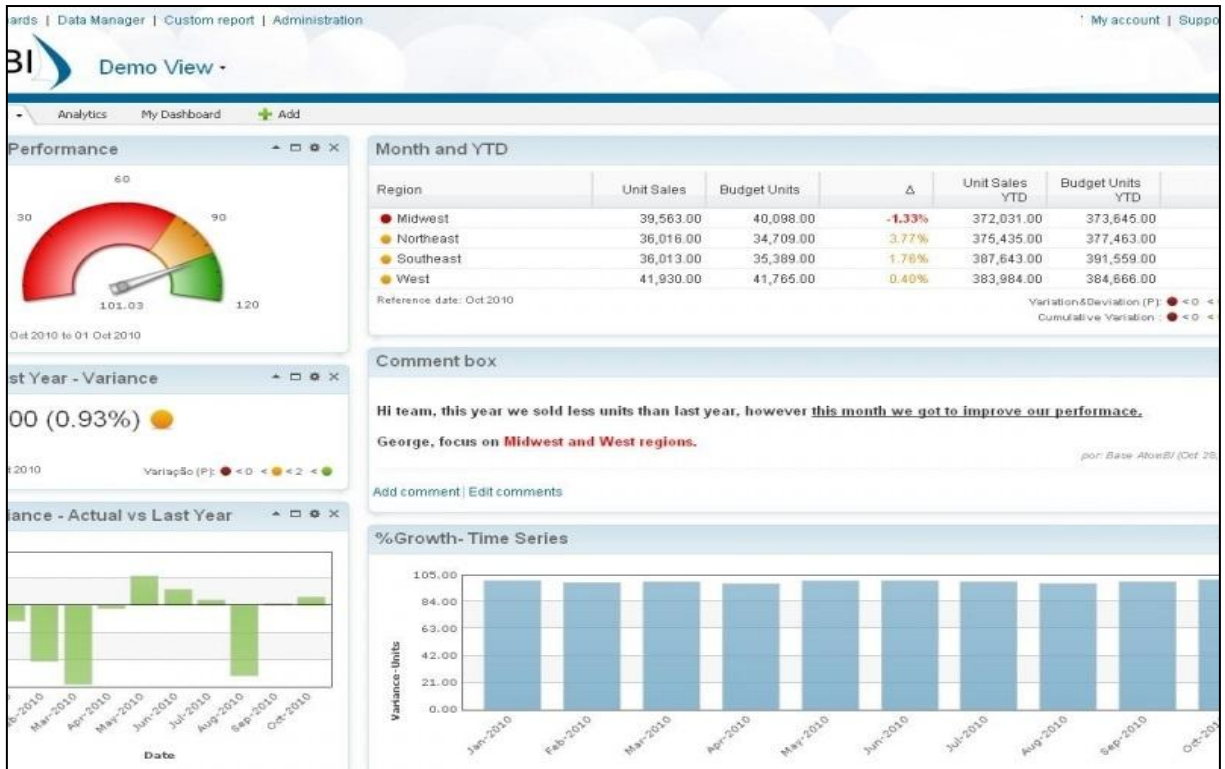 ards | Data Manager | Custom report | Administration
My account | Suppo
BI
Demo View
Analytics My Dashboard Add
Performance
60
30 90
101.03 120
Oct 2010 to 01 Oct 2010
Month and YTD
Region Unit Sales Budget Units Δ Unit Sales YTD Budget Units YTD
Midwest 39,563.00 40,098.00 -1.33% 372,031.00 373,645.00
Northeast 36,016.00 34,709.00 3.77% 375,435.00 377,463.00
Southeast 36,013.00 35,389.00 1.76% 387,643.00 391,559.00
West 41,930.00 41,765.00 0.40% 383,984.00 384,666.00
Reference date: Oct 2010
Variation&Deviation (P): < 0 <
Cumulative Variation : < 0 <
st Year - Variance
00 (0.93%)
t 2010 Variação (P): < 0 < < 2 <
Comment box
Hi team, this year we sold less units than last year, however this month we got to improve our performace.
George, focus on Midwest and West regions.
por: Base AtowBI (Oct 28,
Add comment | Edit comments
iance - Actual vs Last Year
eb-2010 Mar-2010 Apr-2010 May-2010 Jun-2010 Jul-2010 Aug-2010 Sep-2010 Oct-2010
Date
%Growth- Time Series
105.00
84.00
63.00
42.00
21.00
0.00
Variance-Units
Jan-2010 Feb-2010 Mar-2010 Apr-2010 May-2010 Jun-2010 Jul-2010 Aug-2010 Sep-2010 Oct-201